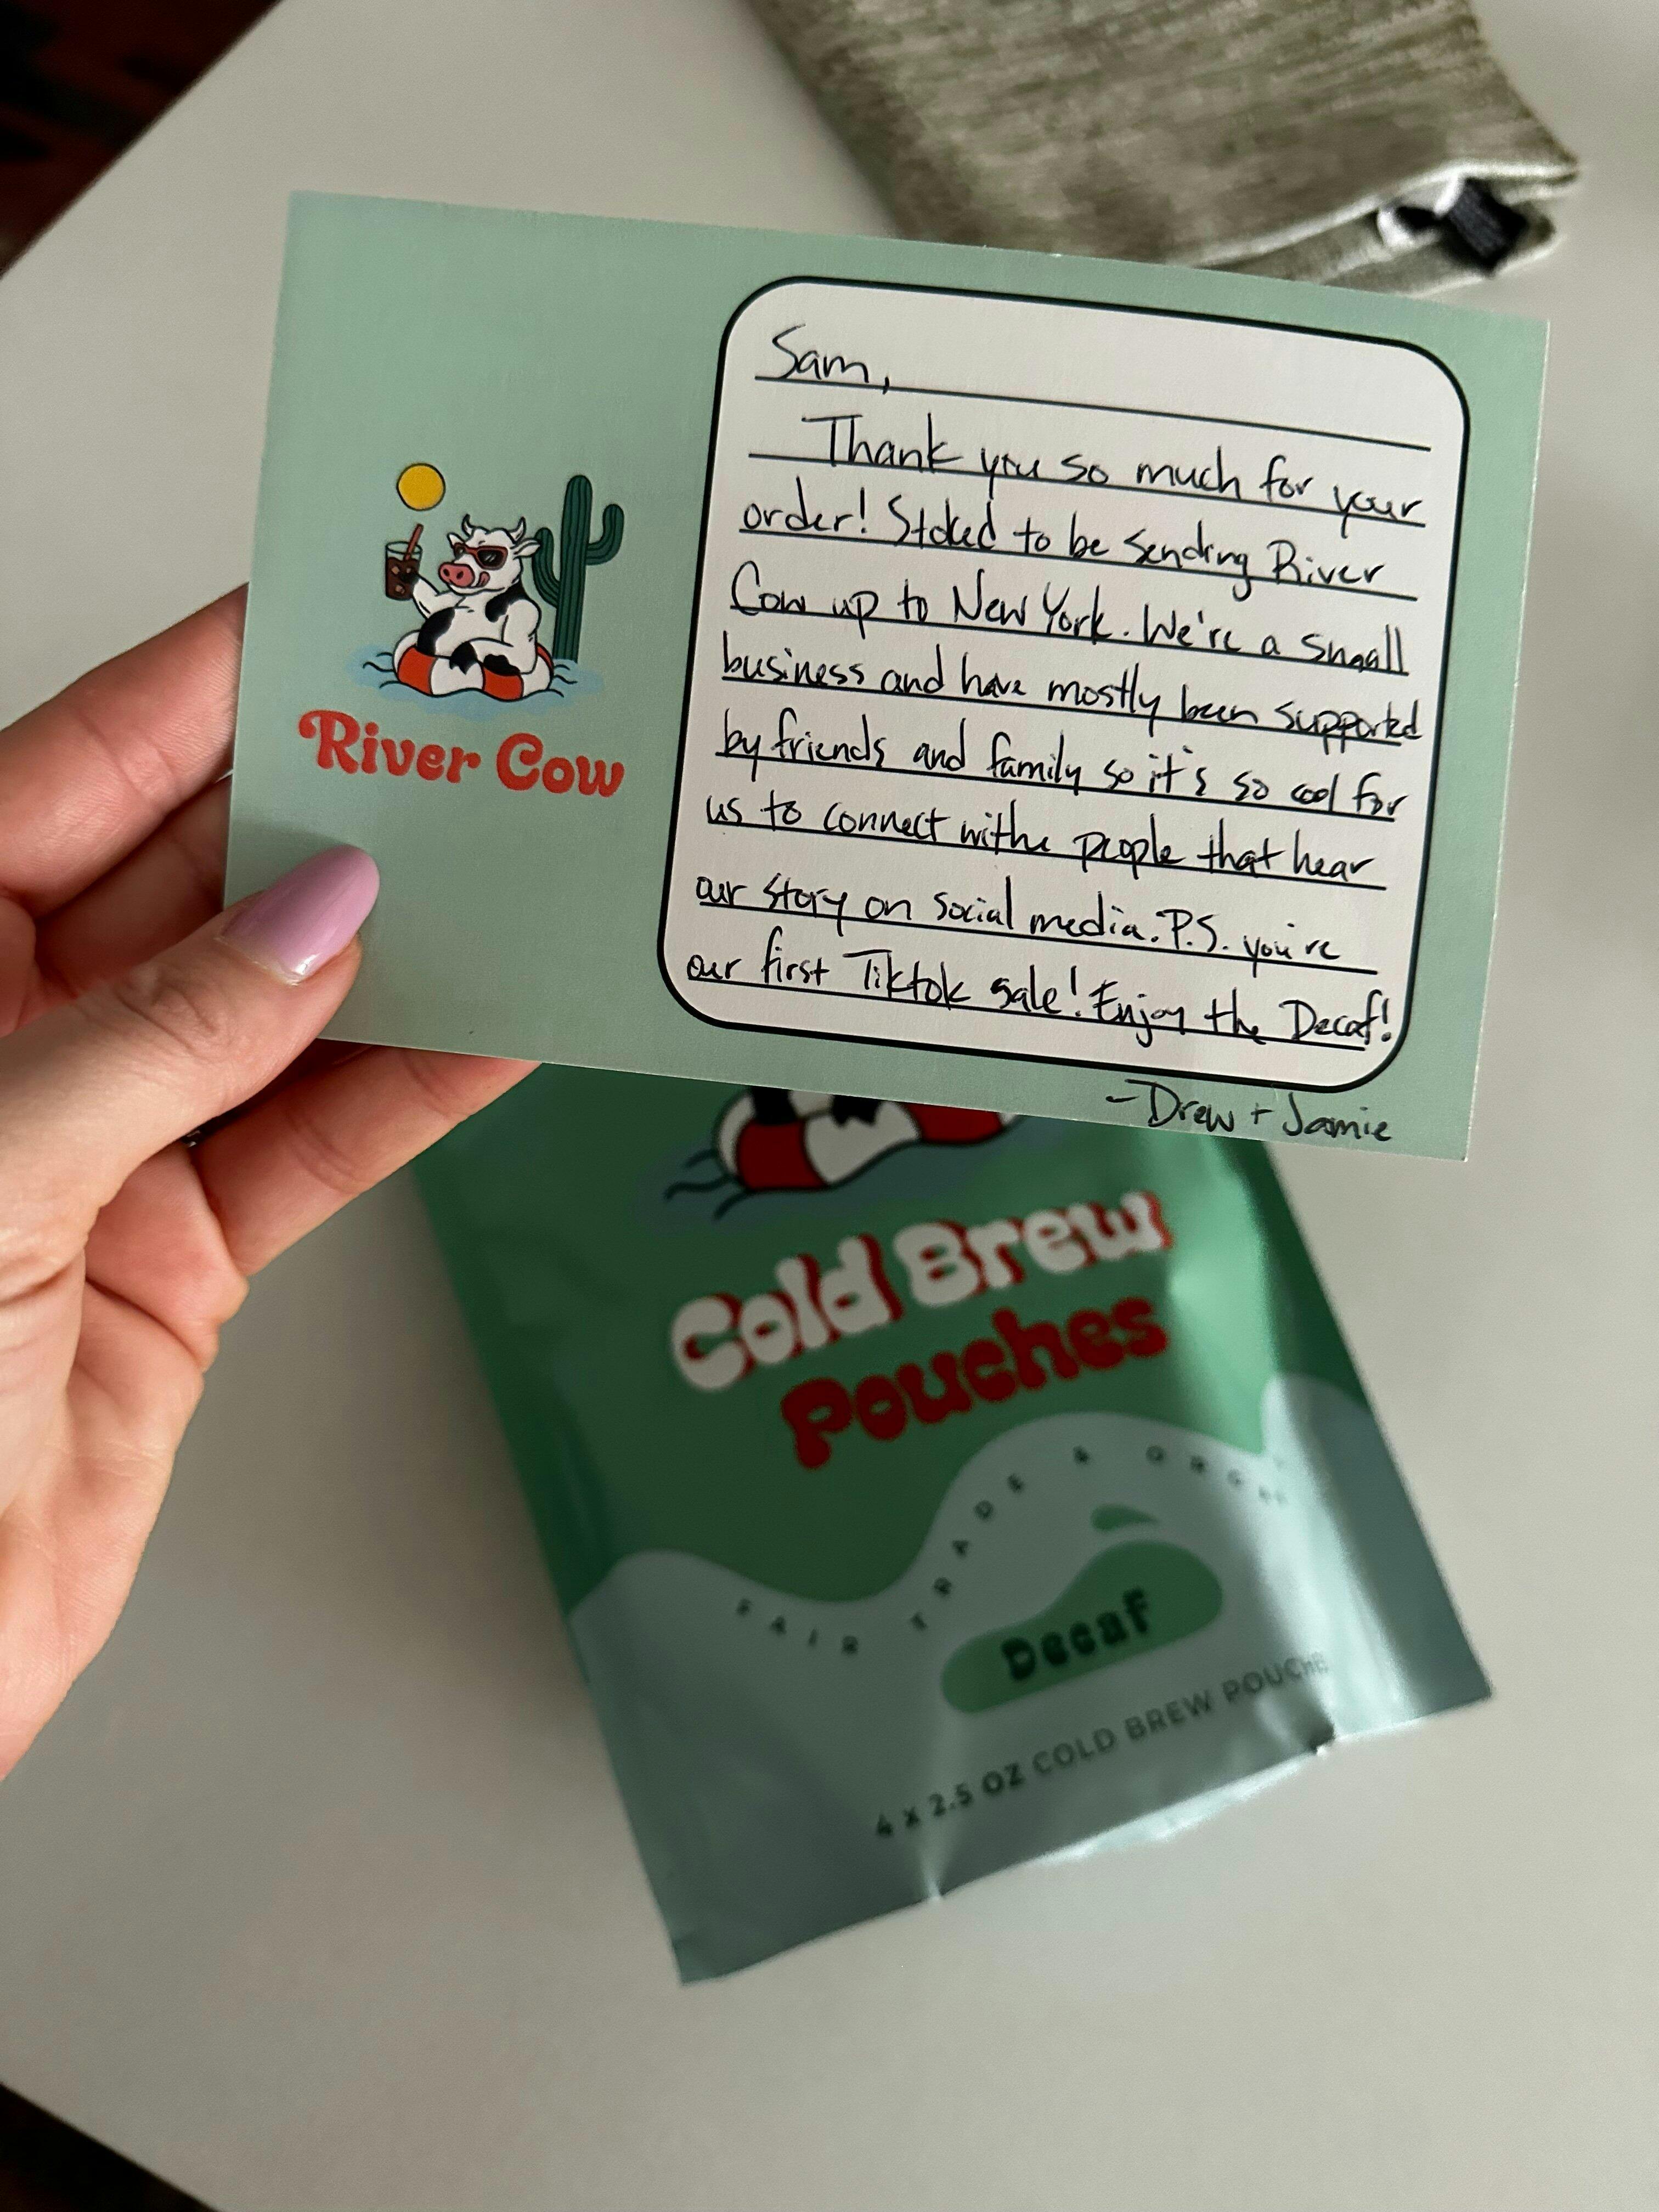 Sam,
Thank you so much for your
order! Stoked to be sending River
Cow up to New York. We're a small
business and have mostly been supported
by friends and family so it's so cool for
us to connect withe people that hear
our story on social media. P.S. you're
our first Tiktok sale! Enjoy the Decaf!
- Drew + Jamie
River Cow
Cold Brew
Pouches
FAIR TRADE & ORG
Decaf
4 x 2.5 OZ COLD BREW POUCHE